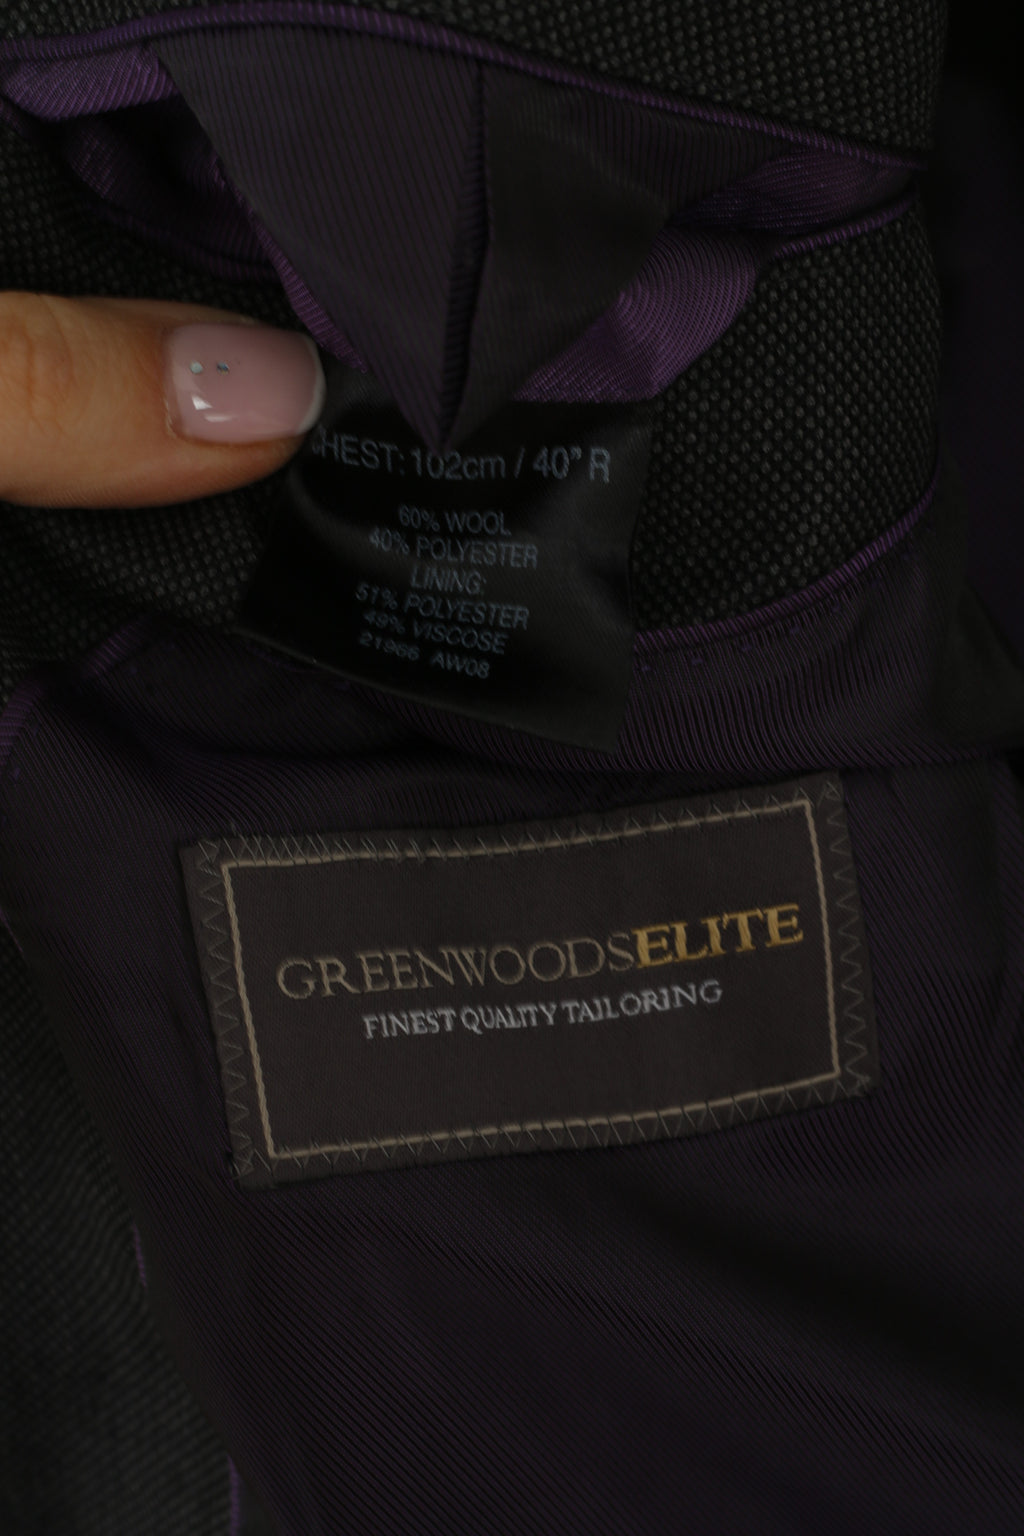 CHEST: 102cm / 40" R
60% WOOL
40% POLYESTER
LINING:
51% POLYESTER
49% VISCOSE
21966 AW08
GREENWOODSELITE
FINEST QUALITY TAILORING